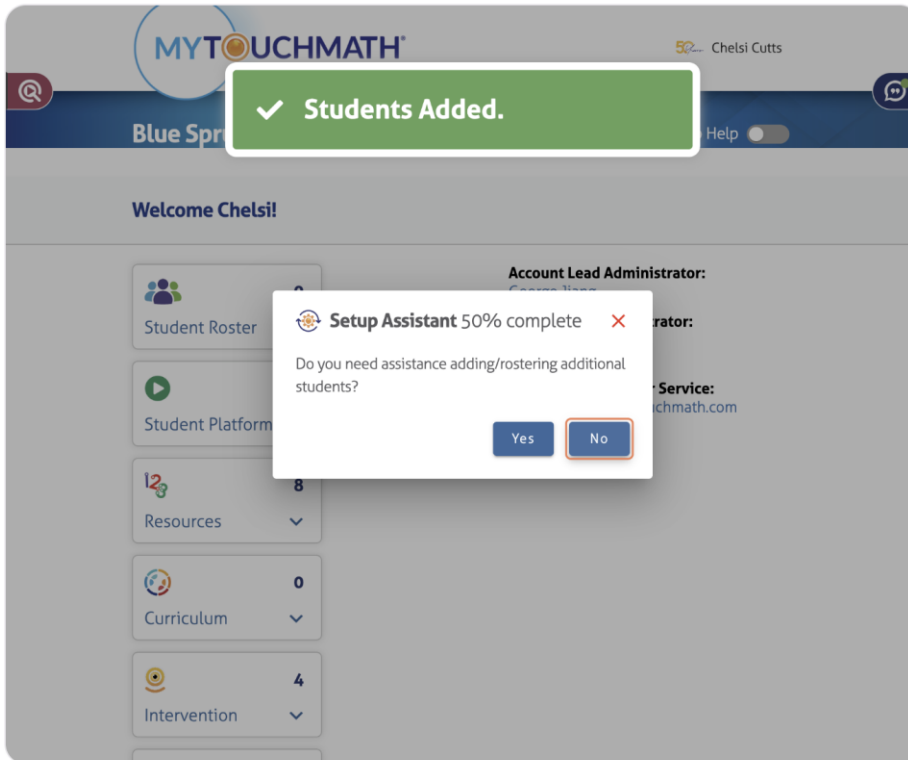 MYTOUCHMATH®
Chelsi Cutts
Students Added.
Blue Spr
Help
Welcome Chelsi!
Student Roster
Account Lead Administrator:
Setup Assistant 50% complete
rator:
Do you need assistance adding/rostering additional
students?
Service:
uchmath.com
Student Platform
Yes
No
8
Resources
0
Curriculum
4
Intervention